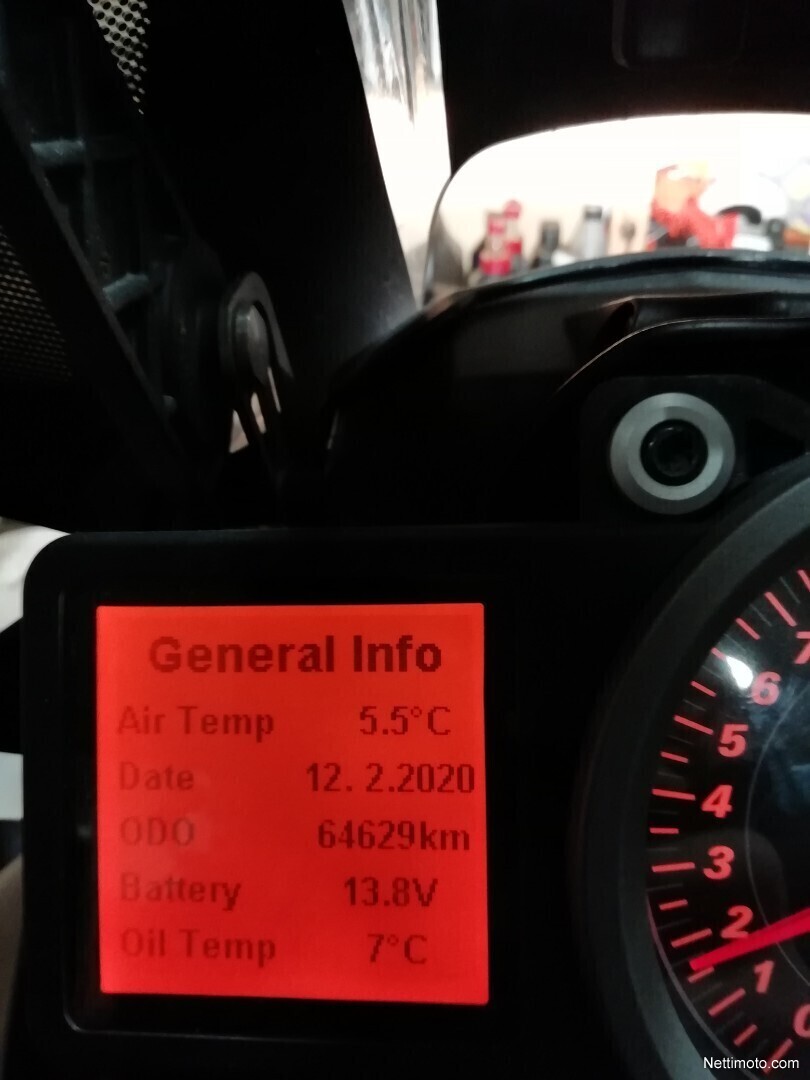 General Info
Air Temp 5.5°C
Date 12. 2.2020
ODO 64629km
Battery 13.8V
Oil Temp 7°C
7
6
5
4
3
2
1
0
Nettimoto.com